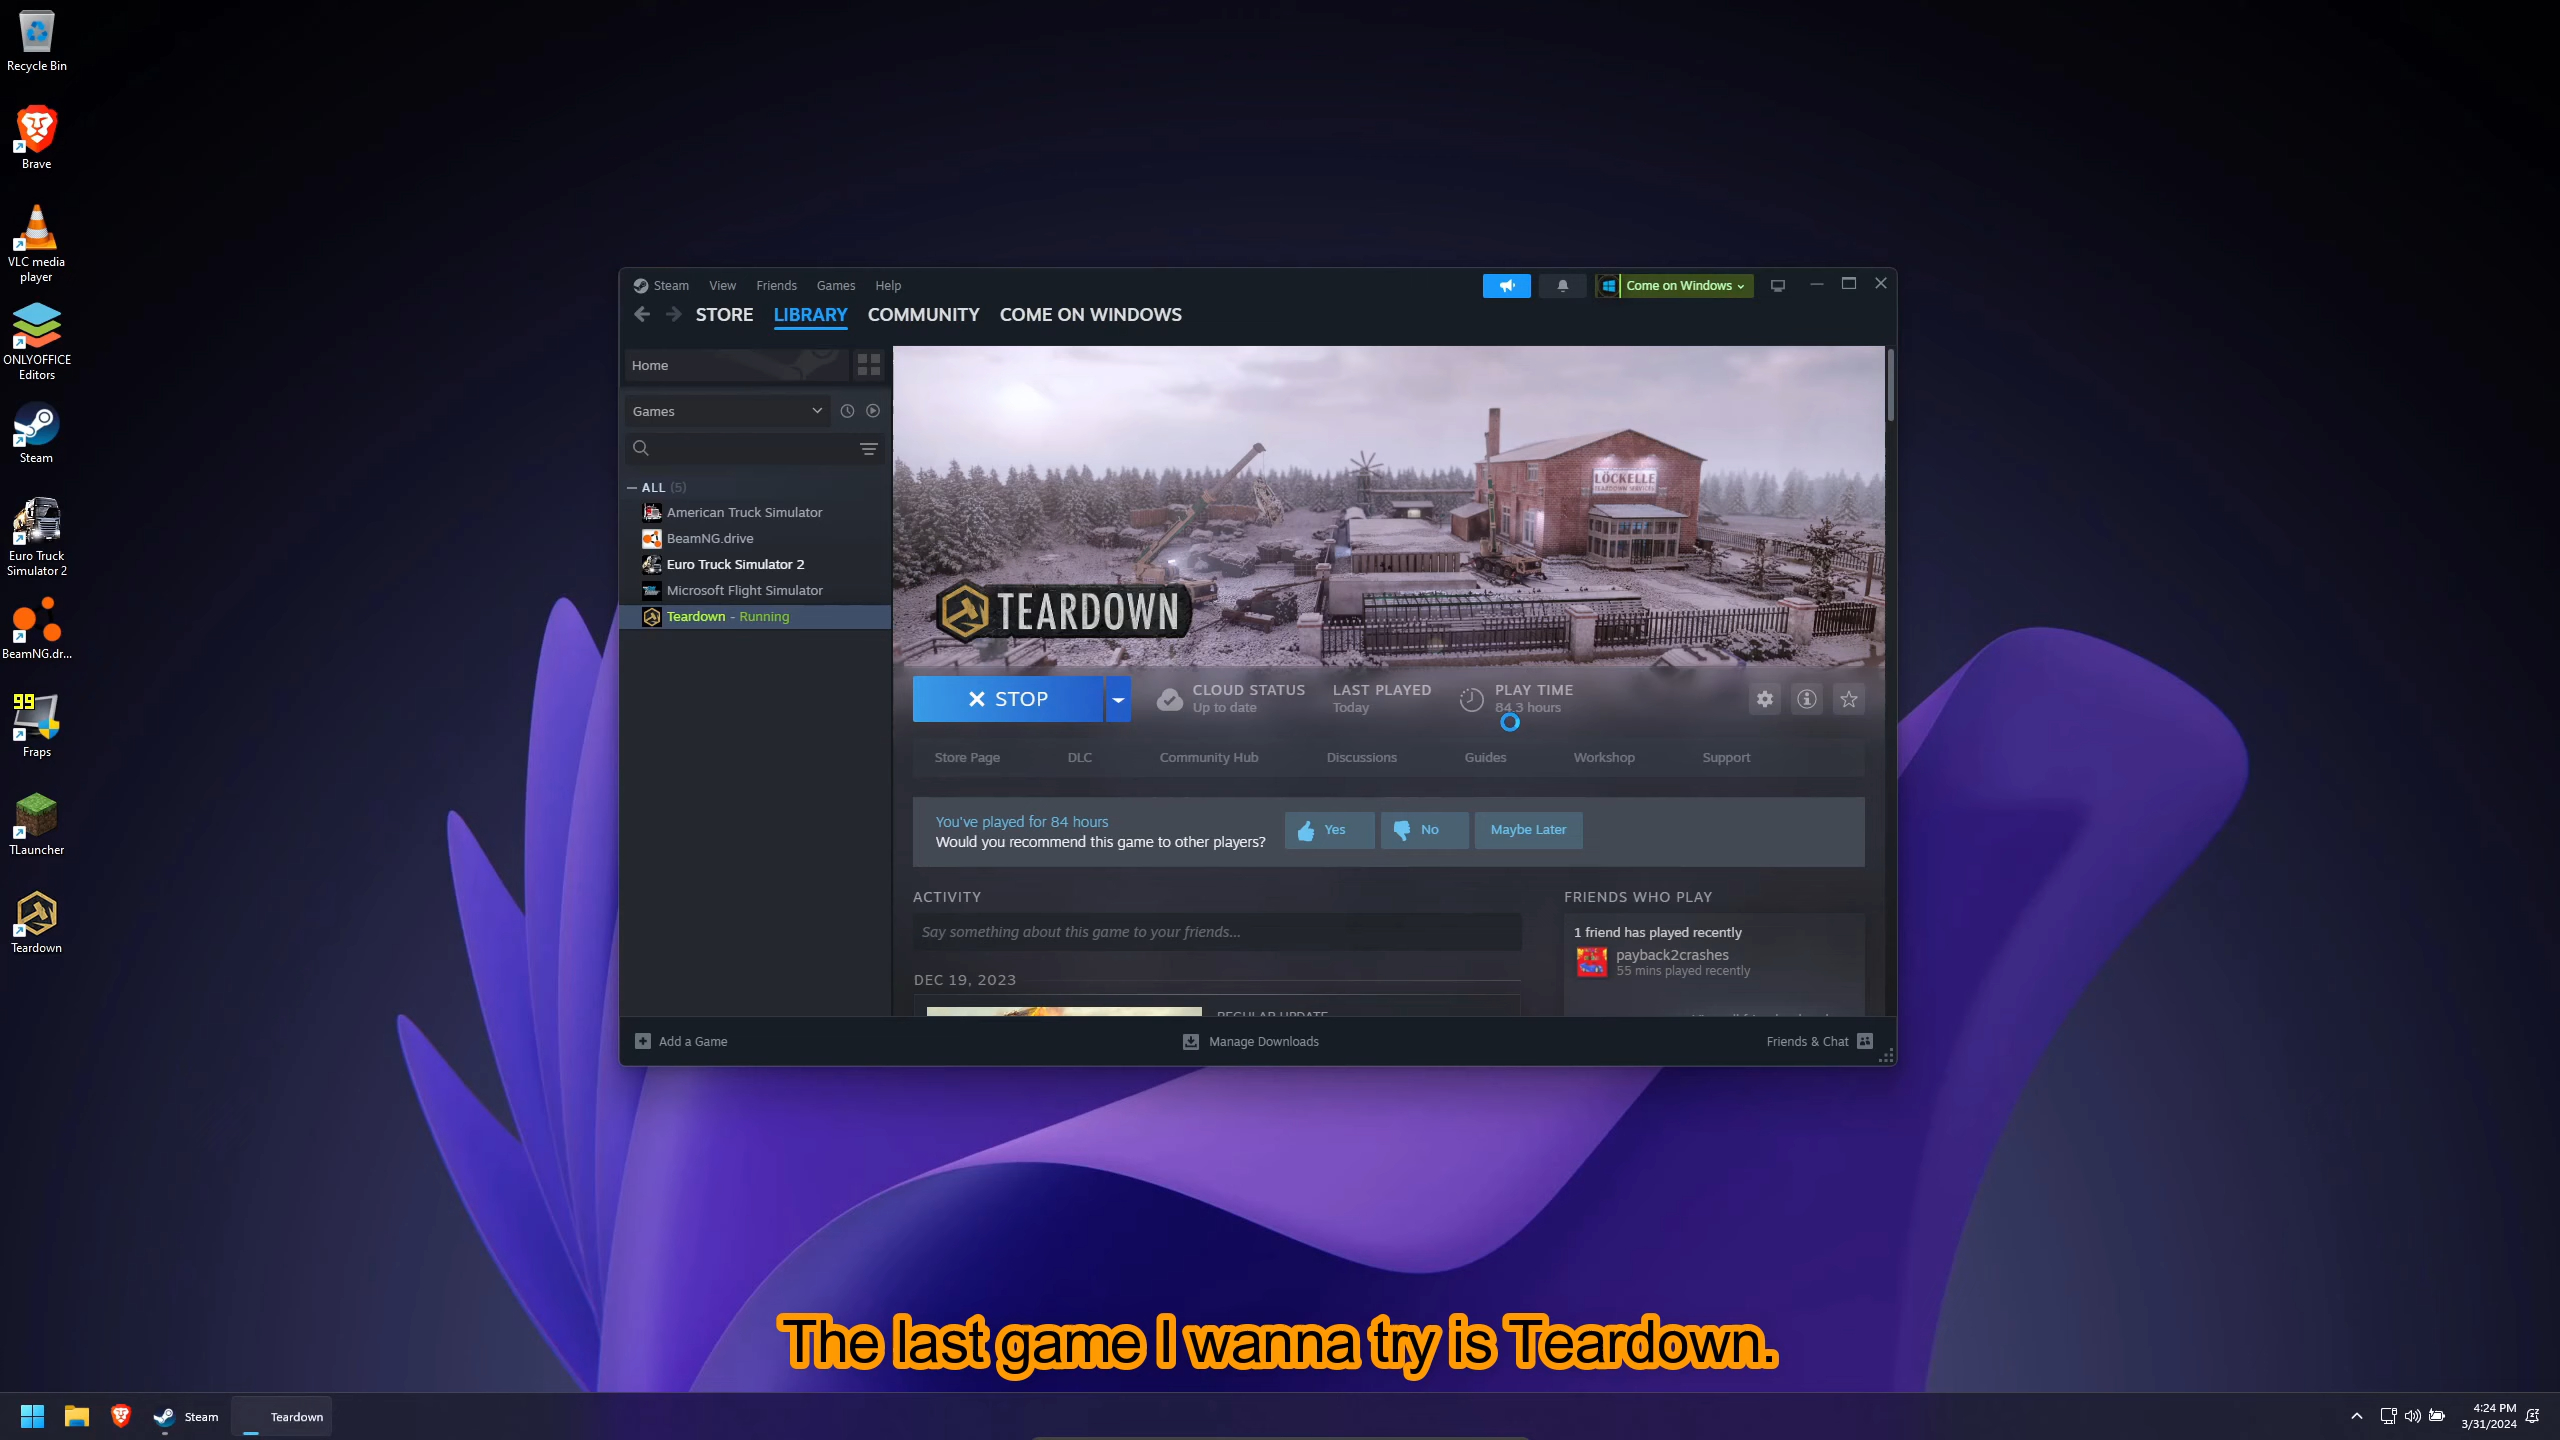 Recycle Bin
Brave
VLC media
player
ONLYOFFICE
Editors
Steam
Euro Truck
Simulator 2
BeamNG.dr...
99
Fraps
TLauncher
Teardown
Steam View Friends Games Help
Come on Windows
STORE LIBRARY COMMUNITY COME ON WINDOWS
Home
Games
ALL (5)
American Truck Simulator
BeamNG.drive
Euro Truck Simulator 2
Microsoft Flight Simulator
Teardown - Running
LÖCKELLE
TEARDOWN SERVICES
TEARDOWN
STOP
CLOUD STATUS
Up to date
LAST PLAYED
Today
PLAY TIME
84.3 hours
Store Page DLC Community Hub Discussions Guides Workshop Support
You've played for 84 hours
Would you recommend this game to other players?
Yes No Maybe Later
ACTIVITY
Say something about this game to your friends...
DEC 19, 2023
REGULAR UPDATE
FRIENDS WHO PLAY
1 friend has played recently
payback2crashes
55 mins played recently
Add a Game
Manage Downloads
Friends & Chat
The last game I wanna try is Teardown.
Steam
Teardown
4:24 PM
3/31/2024